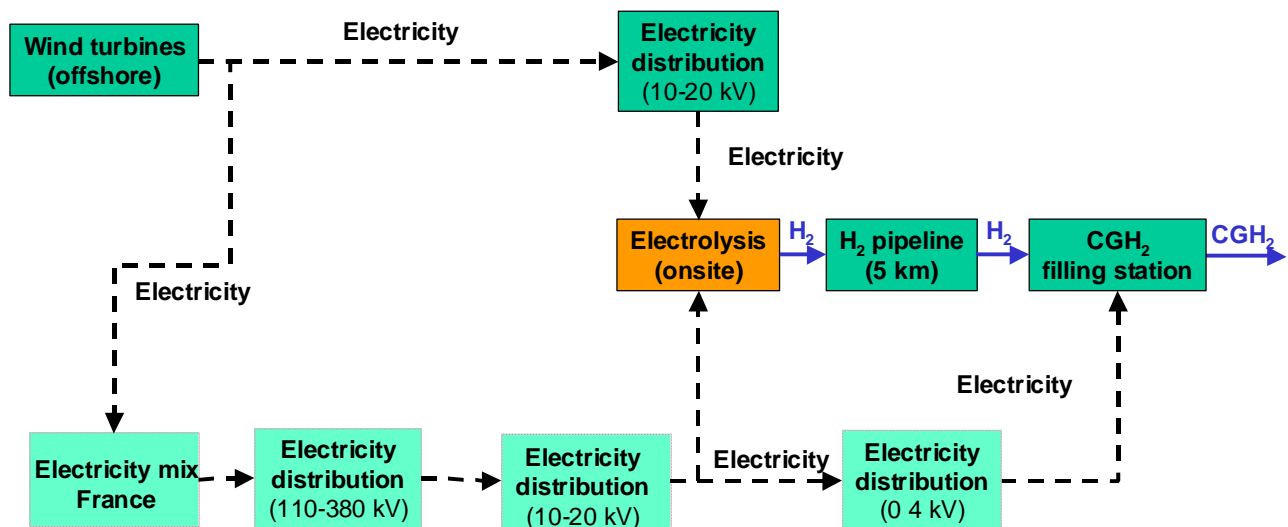 Electricity
Wind turbines
(offshore)
Electricity
distribution
(10-20 kV)
Electricity
Electrolysis
(onsite)
H₂
H₂ pipeline
(5 km)
H₂
CGH₂
filling station
CGH₂
Electricity
Electricity
Electricity mix
France
Electricity
distribution
(110-380 kV)
Electricity
distribution
(10-20 kV)
Electricity
Electricity
distribution
(0 4 kV)